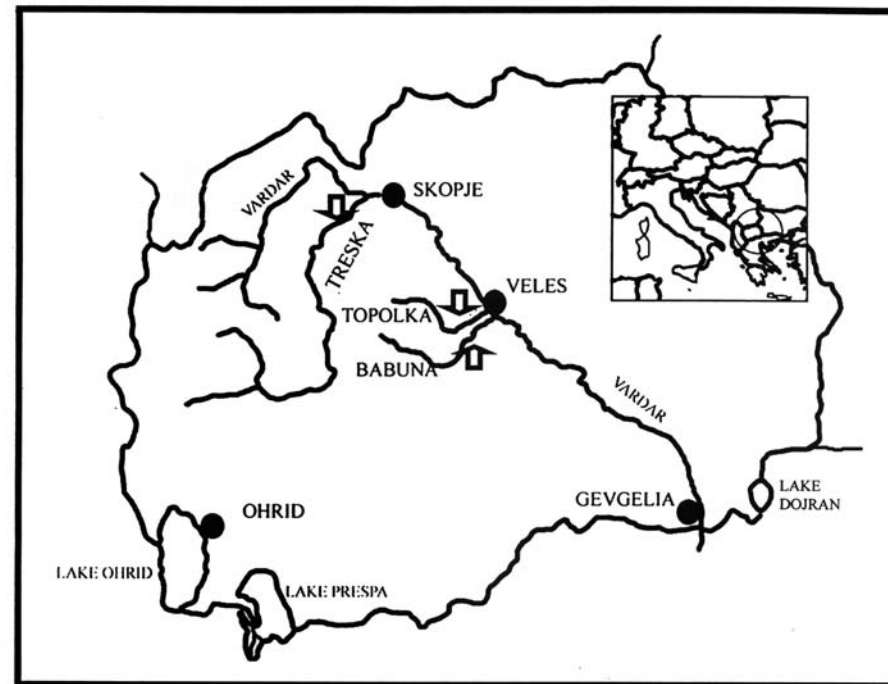 VARDAR
SKOPJE
TRESKA
VELES
TOPOLKA
BABUNA
VARDAR
GEVGELIA
LAKE
DOJRAN
OHRID
LAKE OHRID
LAKE PRESPA